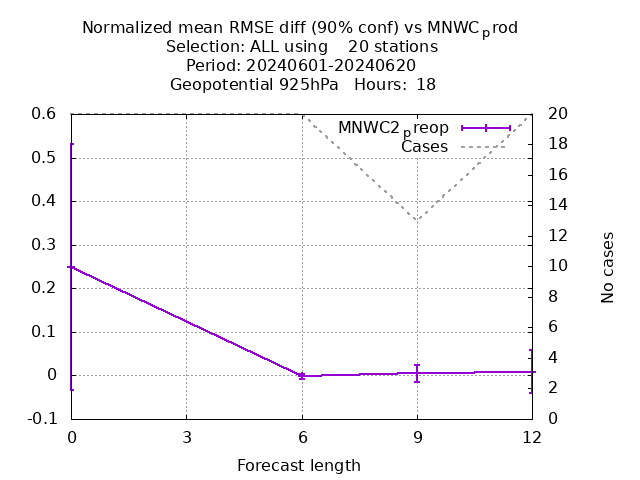 Normalized mean RMSE diff (90% conf) vs MNWCprod
Selection: ALL using 20 stations
Period: 20240601-20240620
Geopotential 925hPa Hours: 18
MNWC2preop
Cases
0.6
0.5
0.4
0.3
0.2
0.1
0
-0.1
20
18
16
14
12
10
8
6
4
2
0
No cases
0 3 6 9 12
Forecast length